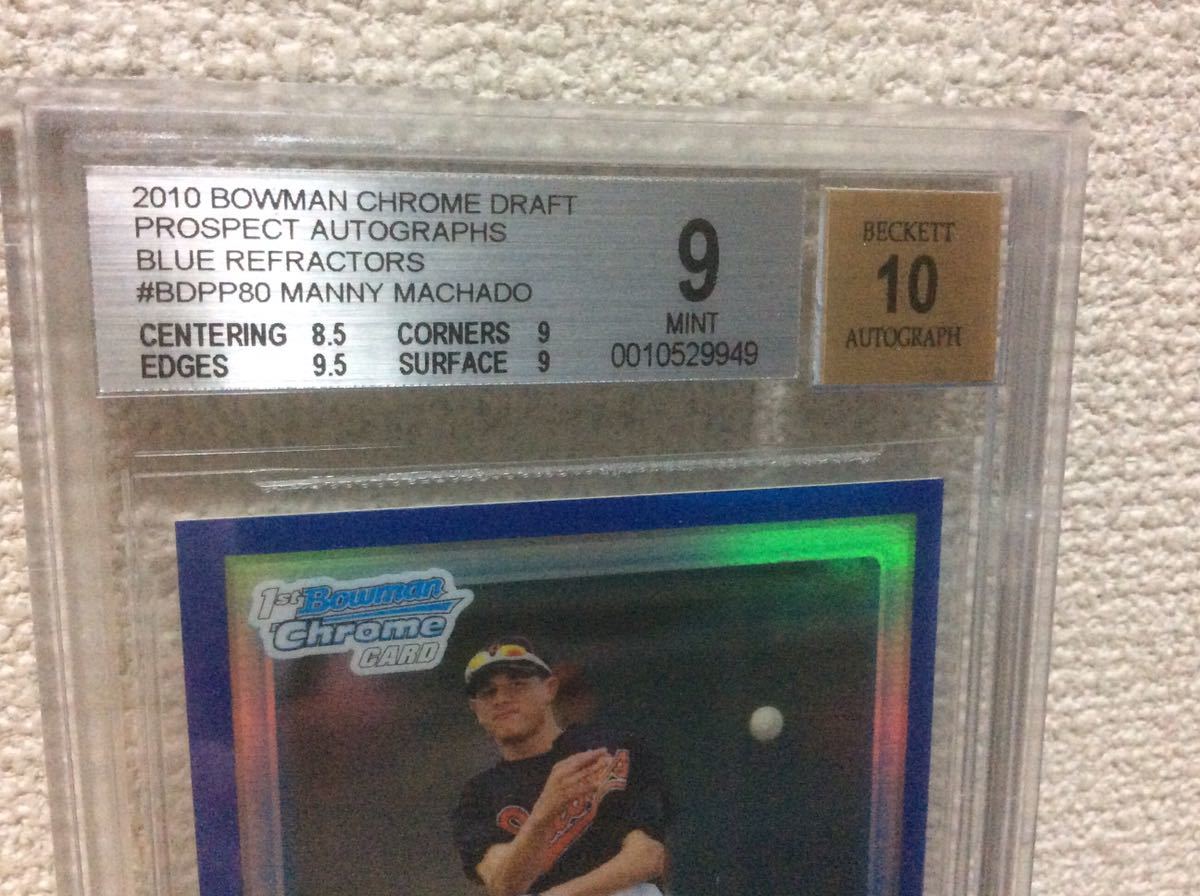 2010 BOWMAN CHROME DRAFT
PROSPECT AUTOGRAPHS
BLUE REFRACTORS
#BDPP80 MANNY MACHADO
CENTERING 8.5 CORNERS 9
EDGES 9.5 SURFACE 9
9
MINT
0010529949
BECKETT
10
AUTOGRAPH
1st Bowman
Chrome
CARD